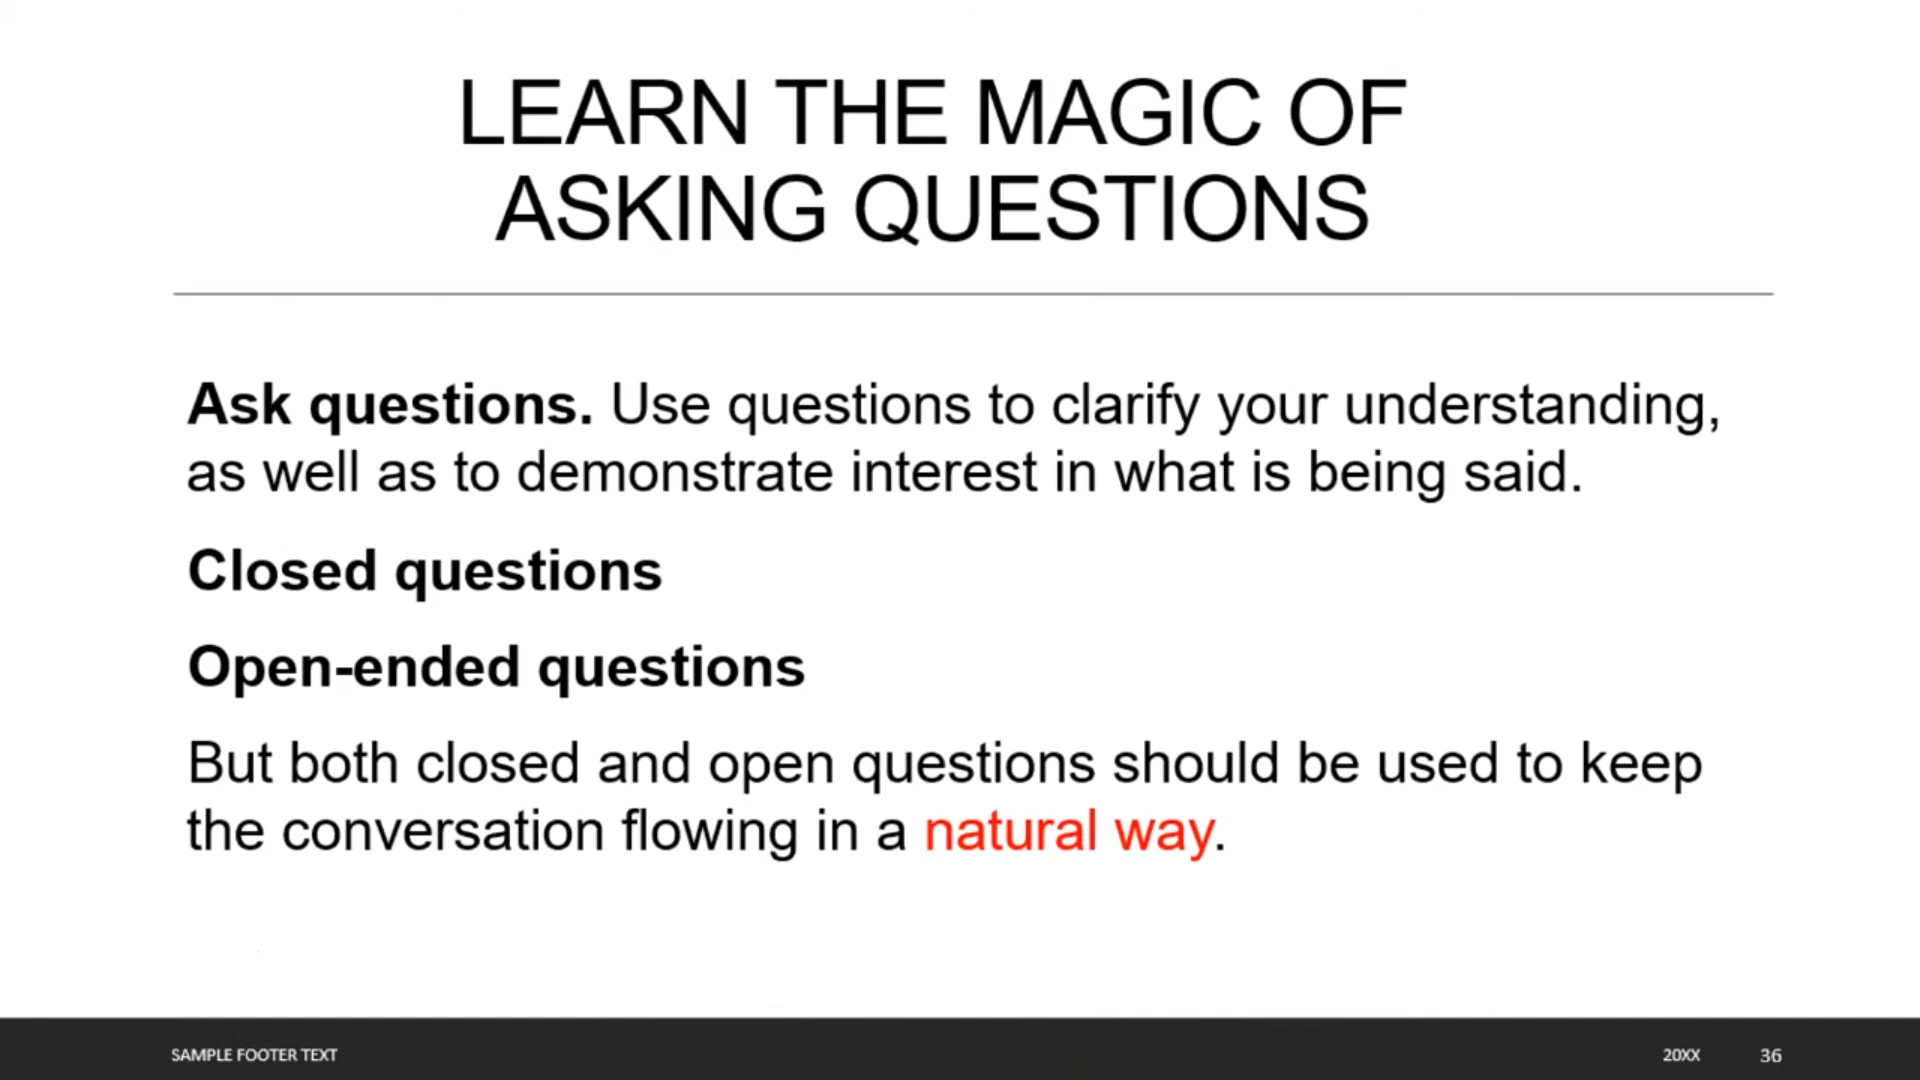 LEARN THE MAGIC OF
ASKING QUESTIONS
Ask questions. Use questions to clarify your understanding,
as well as to demonstrate interest in what is being said.
Closed questions
Open-ended questions
But both closed and open questions should be used to keep
the conversation flowing in a natural way.
SAMPLE FOOTER TEXT 20XX 36